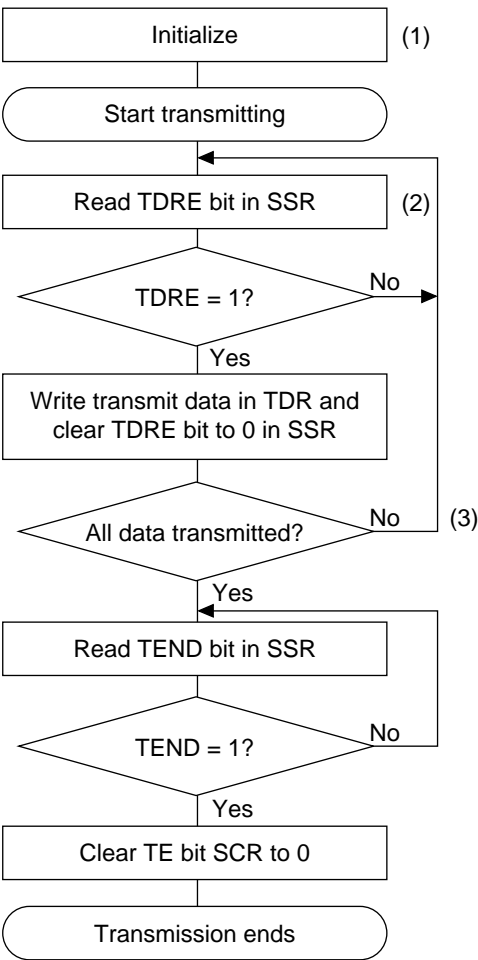 Initialize
(1)
Start transmitting
Read TDRE bit in SSR
(2)
TDRE = 1?
No
Yes
Write transmit data in TDR and
clear TDRE bit to 0 in SSR
All data transmitted?
No
(3)
Yes
Read TEND bit in SSR
TEND = 1?
No
Yes
Clear TE bit SCR to 0
Transmission ends